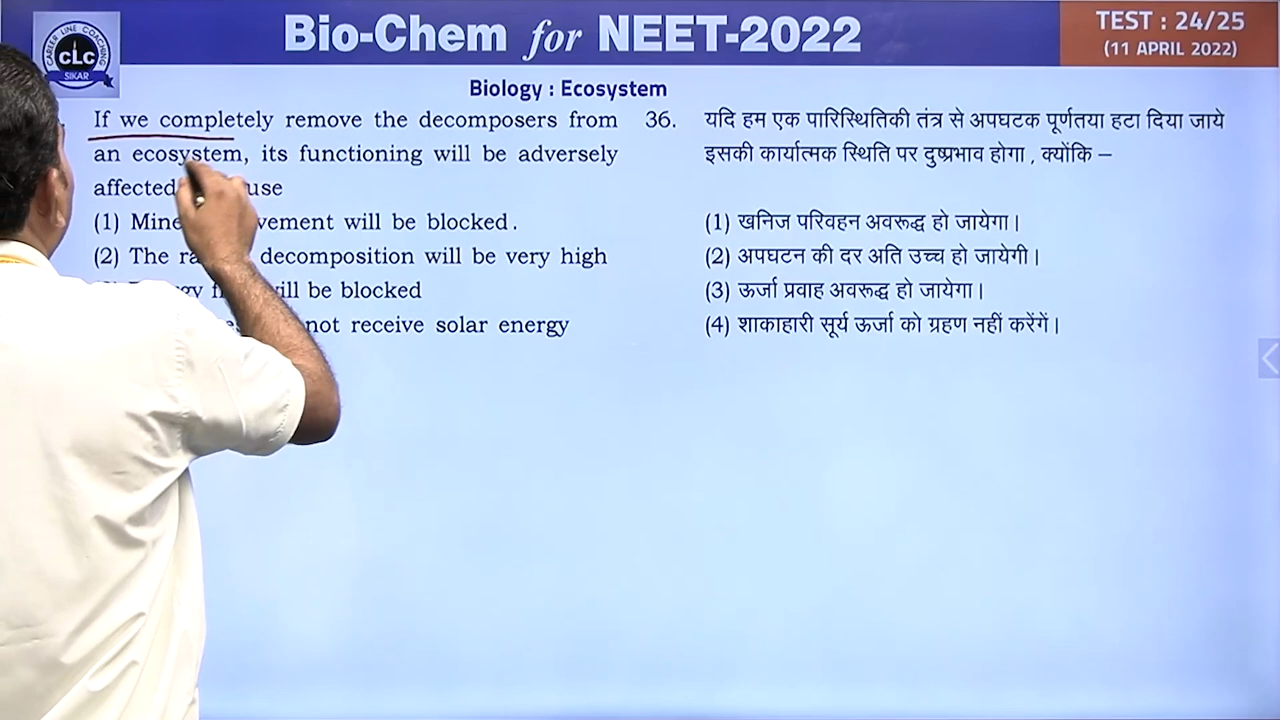 CAREER LINE COACHING
CLC
SIKAR
Bio-Chem for NEET-2022
TEST : 24/25
(11 APRIL 2022)
Biology : Ecosystem
If we completely remove the decomposers from
an ecosystem, its functioning will be adversely
affected
(1) will be blocked.
(2) The decomposition will be very high
will be blocked
not receive solar energy
36. यदि हम एक पारिस्थितिकी तंत्र से अपघटक पूर्णतया हटा दिया जाये
इसकी कार्यात्मक स्थिति पर दुष्प्रभाव होगा , क्योंकि –
(1) खनिज परिवहन अवरूद्ध हो जायेगा।
(2) अपघटन की दर अति उच्च हो जायेगी।
(3) ऊर्जा प्रवाह अवरूद्ध हो जायेगा।
(4) शाकाहारी सूर्य ऊर्जा को ग्रहण नहीं करेंगें।